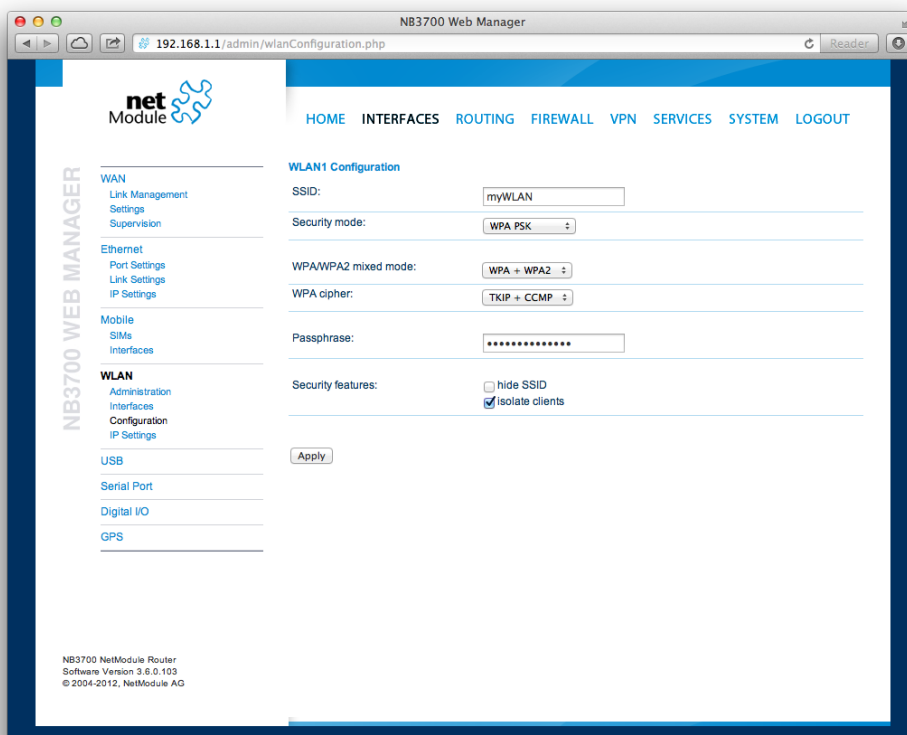 NB3700 Web Manager
192.168.1.1/admin/wlanConfiguration.php
Reader
net
Module
HOME INTERFACES ROUTING FIREWALL VPN SERVICES SYSTEM LOGOUT
NB3700 WEB MANAGER
WAN
Link Management
Settings
Supervision
Ethernet
Port Settings
Link Settings
IP Settings
Mobile
SIMs
Interfaces
WLAN
Administration
Interfaces
Configuration
IP Settings
USB
Serial Port
Digital I/O
GPS
WLAN1 Configuration
SSID: myWLAN
Security mode: WPA PSK
WPA/WPA2 mixed mode: WPA + WPA2
WPA cipher: TKIP + CCMP
Passphrase: ••••••••••••••
Security features: hide SSID
isolate clients
Apply
NB3700 NetModule Router
Software Version 3.6.0.103
© 2004-2012, NetModule AG